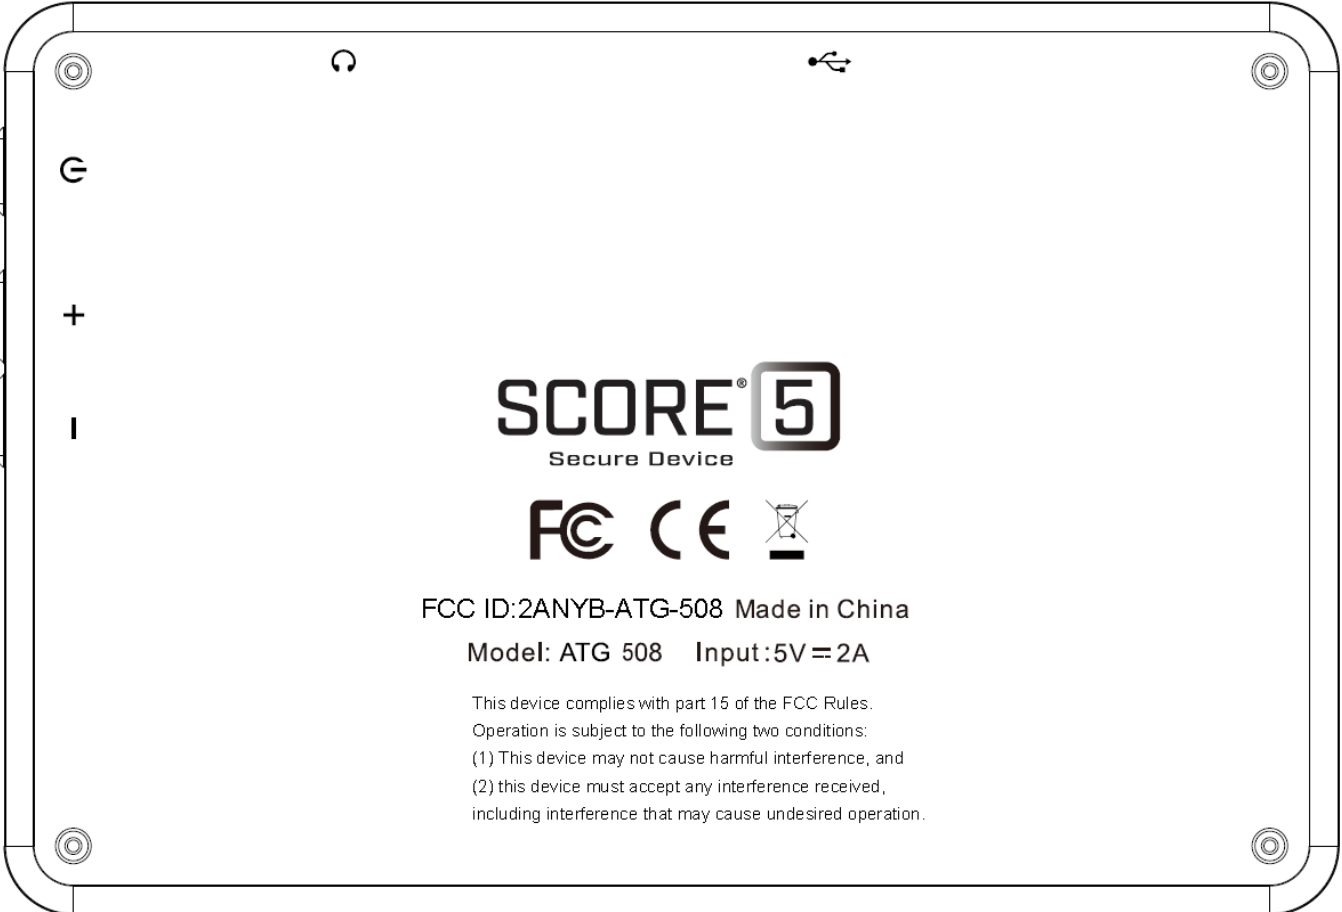 SCORE® 5
Secure Device
FC CE
FCC ID:2ANYB-ATG-508 Made in China
Model: ATG 508 Input:5V⎓2A
This device complies with part 15 of the FCC Rules.
Operation is subject to the following two conditions:
(1) This device may not cause harmful interference, and
(2) this device must accept any interference received,
including interference that may cause undesired operation.